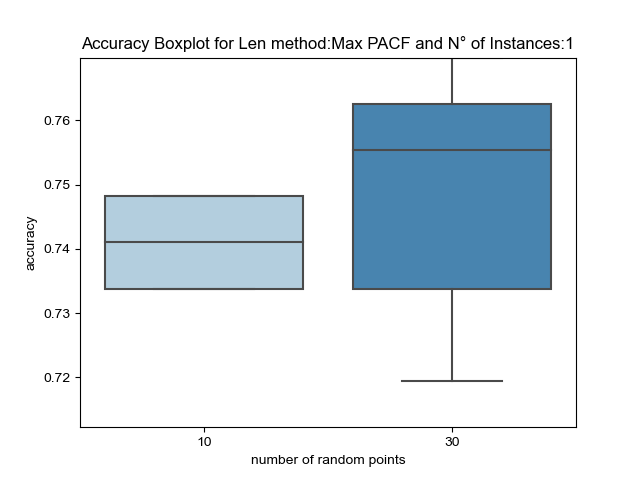 Accuracy Boxplot for Len method:Max PACF and N° of Instances:1
0.76
0.75
0.74
0.73
0.72
accuracy
10
30
number of random points